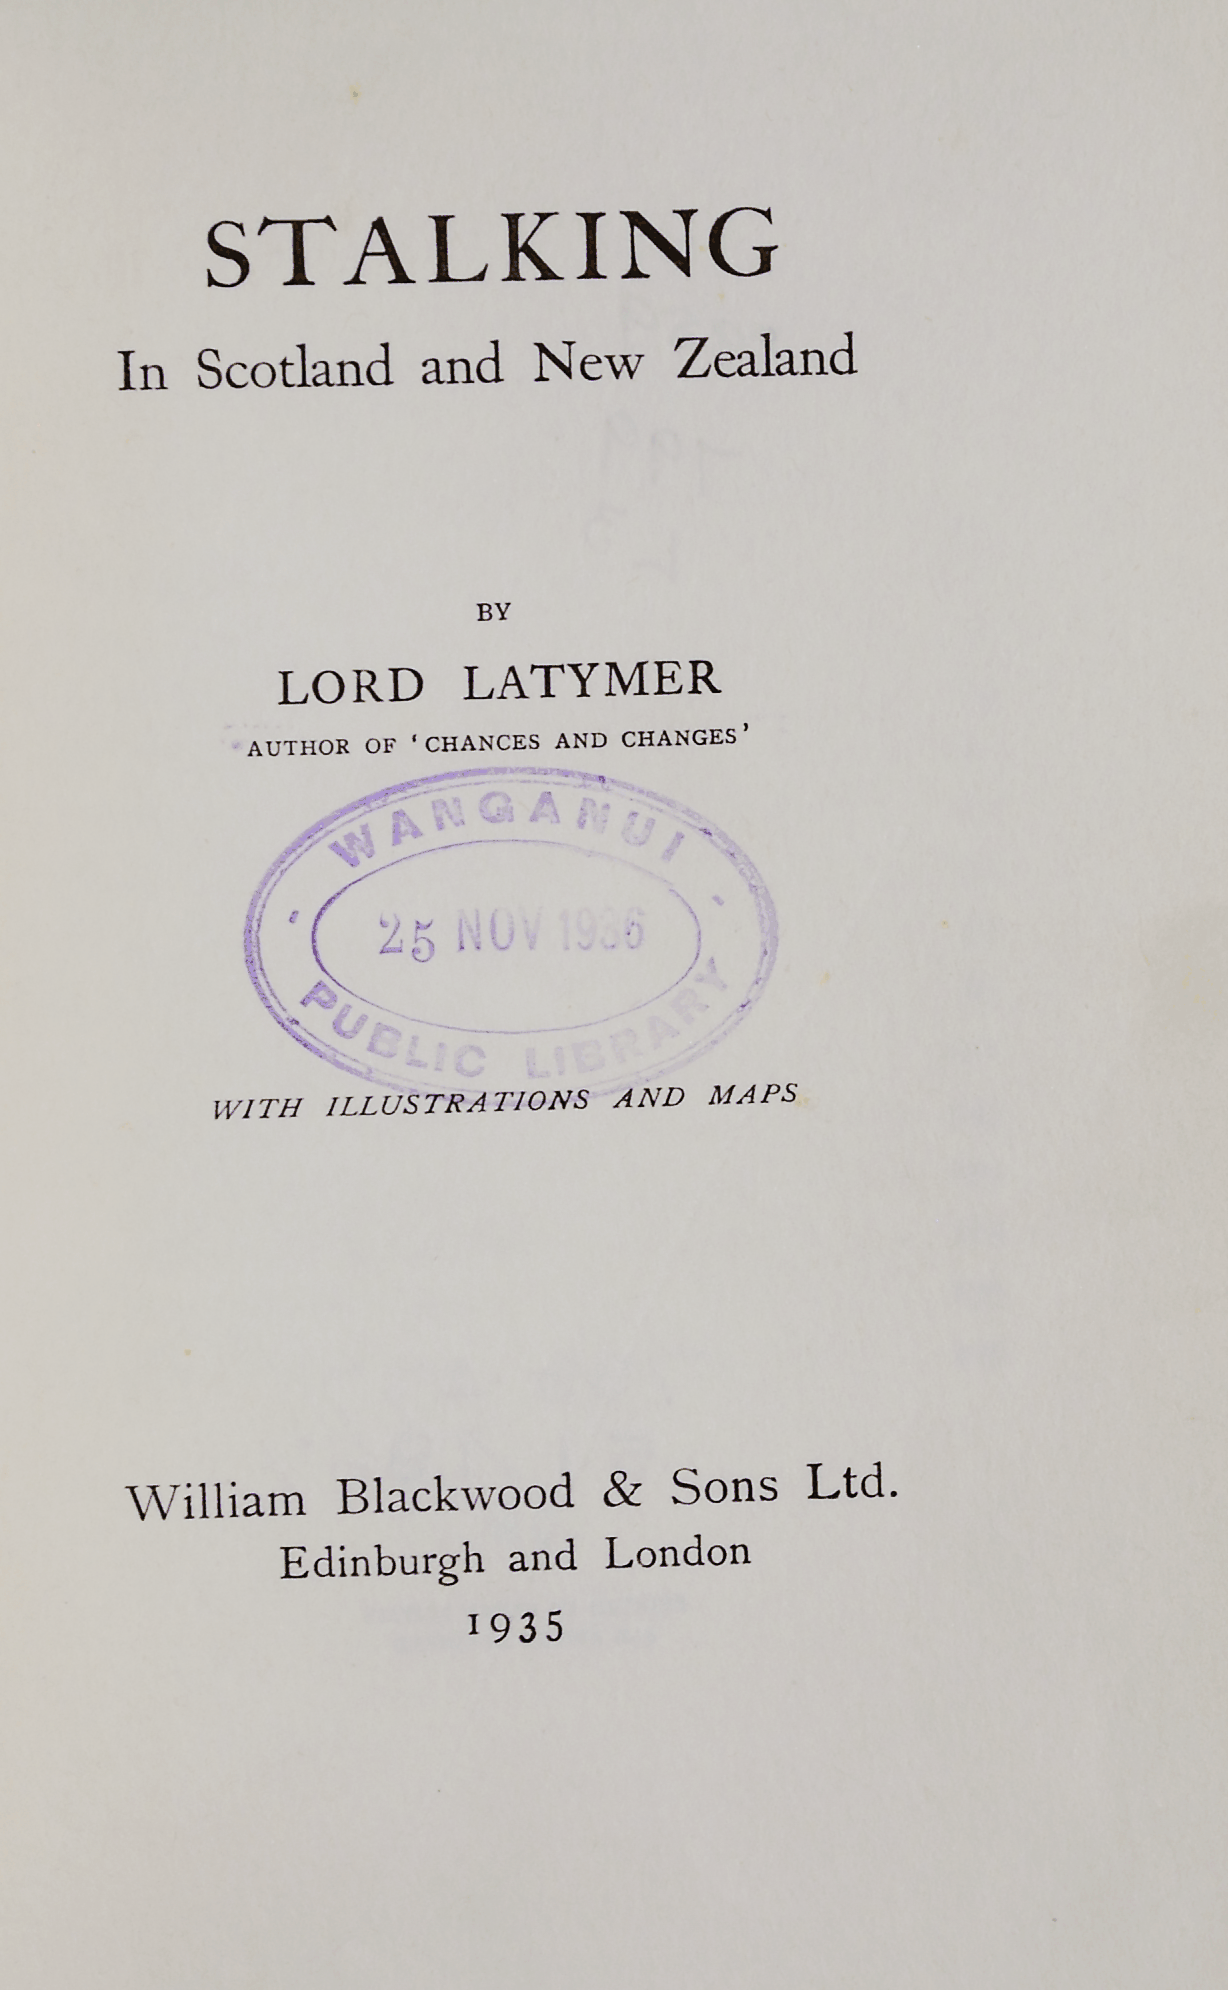 STALKING
In Scotland and New Zealand
BY
LORD LATYMER
AUTHOR OF ‘CHANCES AND CHANGES’
WANGANUI
25 NOV 1936
PUBLIC LIBRARY
WITH ILLUSTRATIONS AND MAPS
William Blackwood & Sons Ltd.
Edinburgh and London
1935